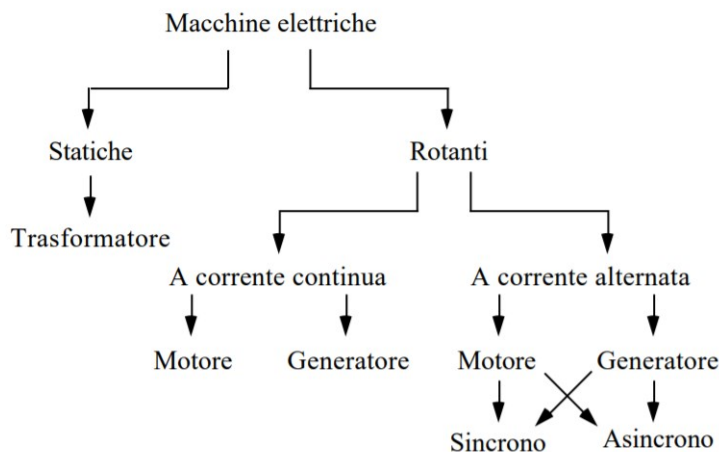 Macchine elettriche
Statiche
Rotanti
Trasformatore
A corrente continua
A corrente alternata
Motore
Generatore
Motore
Generatore
Sincrono
Asincrono